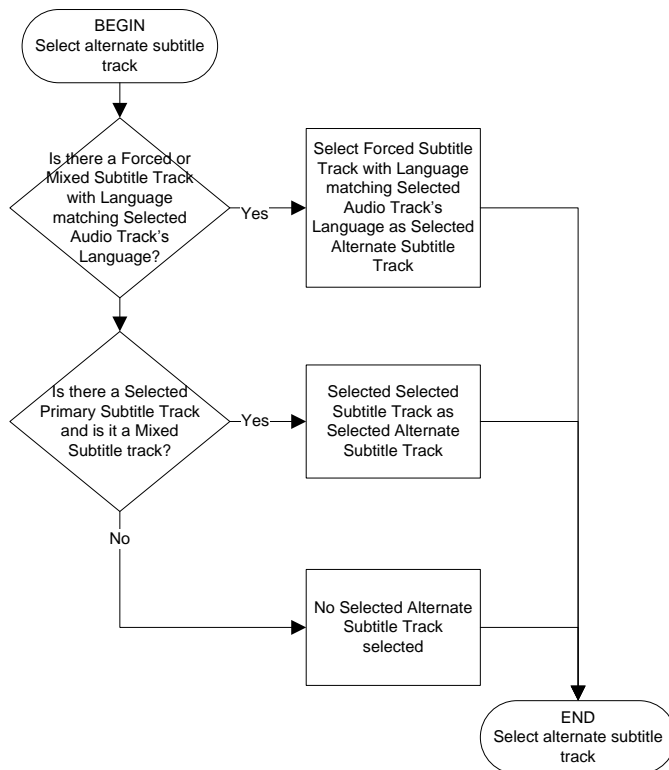 BEGIN
Select alternate subtitle
track
Is there a Forced or
Mixed Subtitle Track
with Language
matching Selected
Audio Track's
Language?
Yes
Select Forced Subtitle
Track with Language
matching Selected
Audio Track's
Language as Selected
Alternate Subtitle
Track
Is there a Selected
Primary Subtitle Track
and is it a Mixed
Subtitle track?
Yes
Selected Selected
Subtitle Track as
Selected Alternate
Subtitle Track
No
No Selected Alternate
Subtitle Track
selected
END
Select alternate subtitle
track